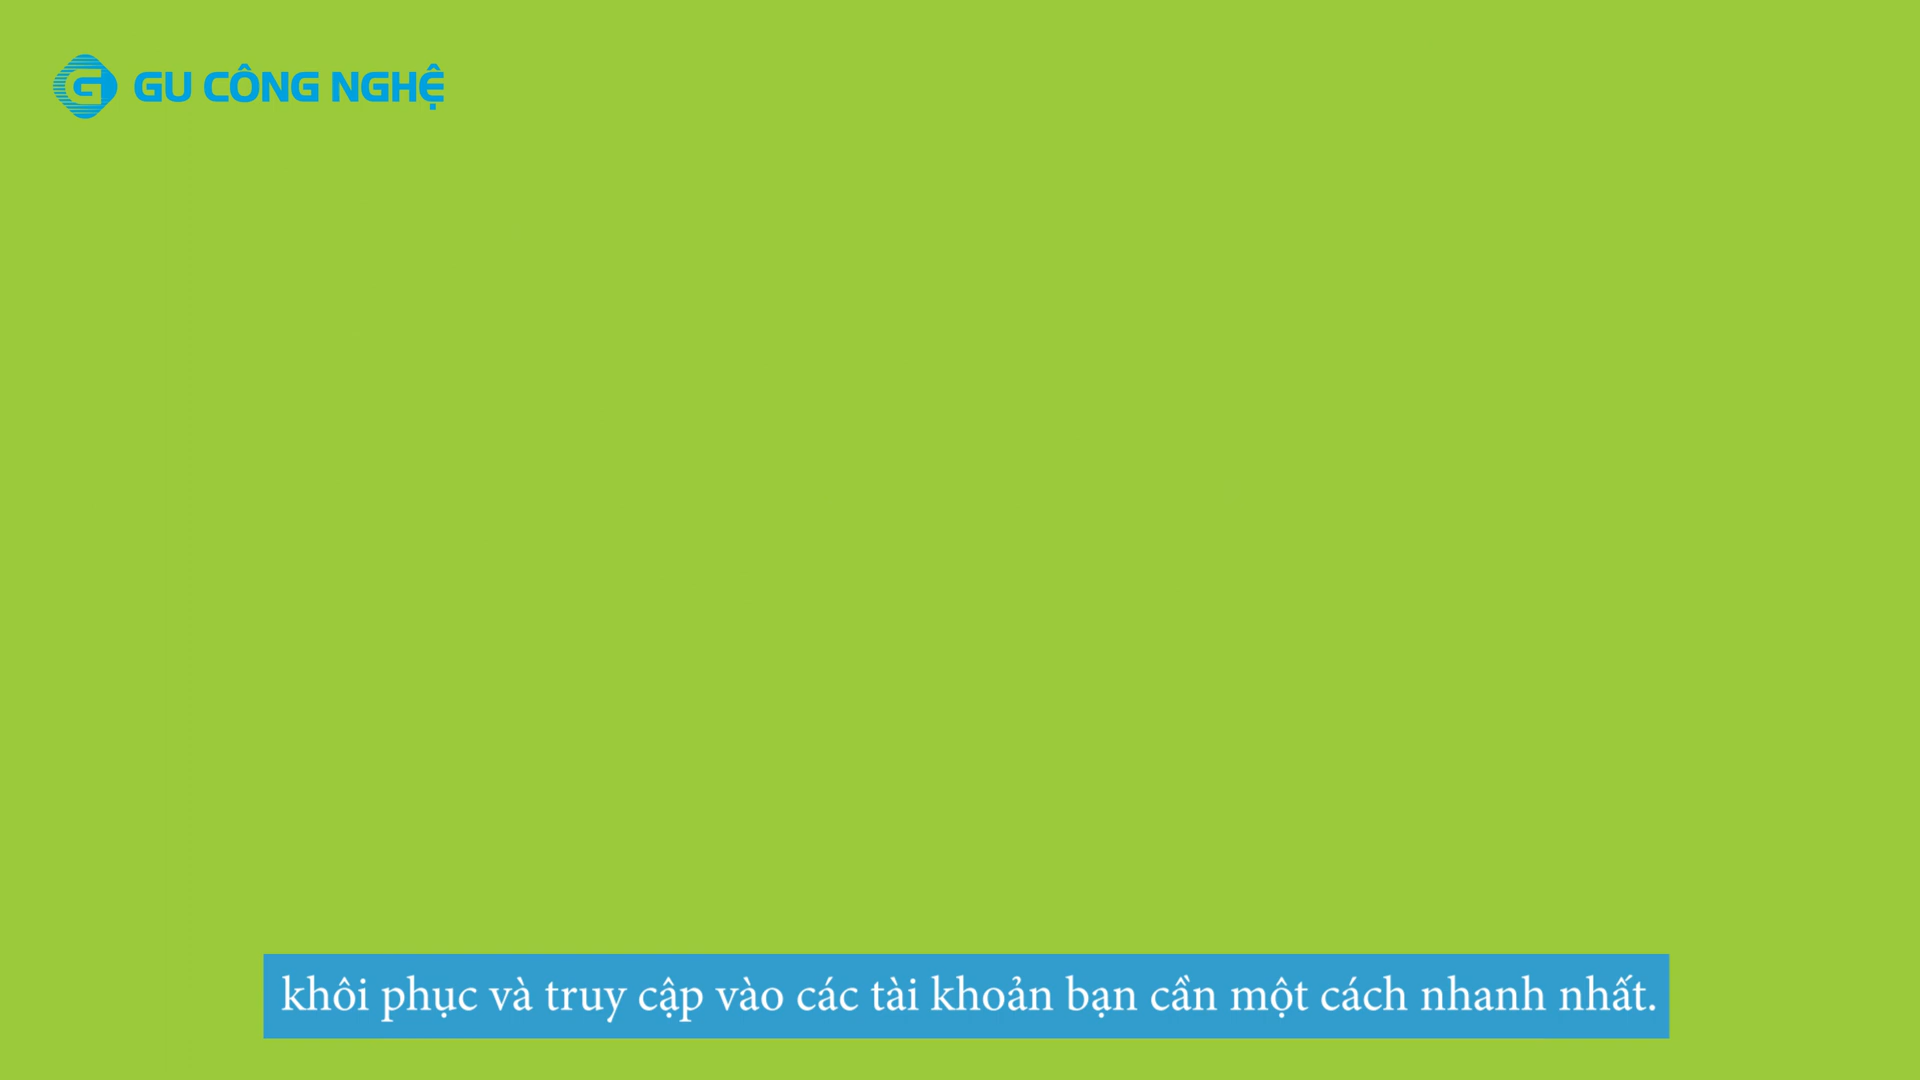 GU CÔNG NGHỆ
khôi phục và truy cập vào các tài khoản bạn cần một cách nhanh nhất.